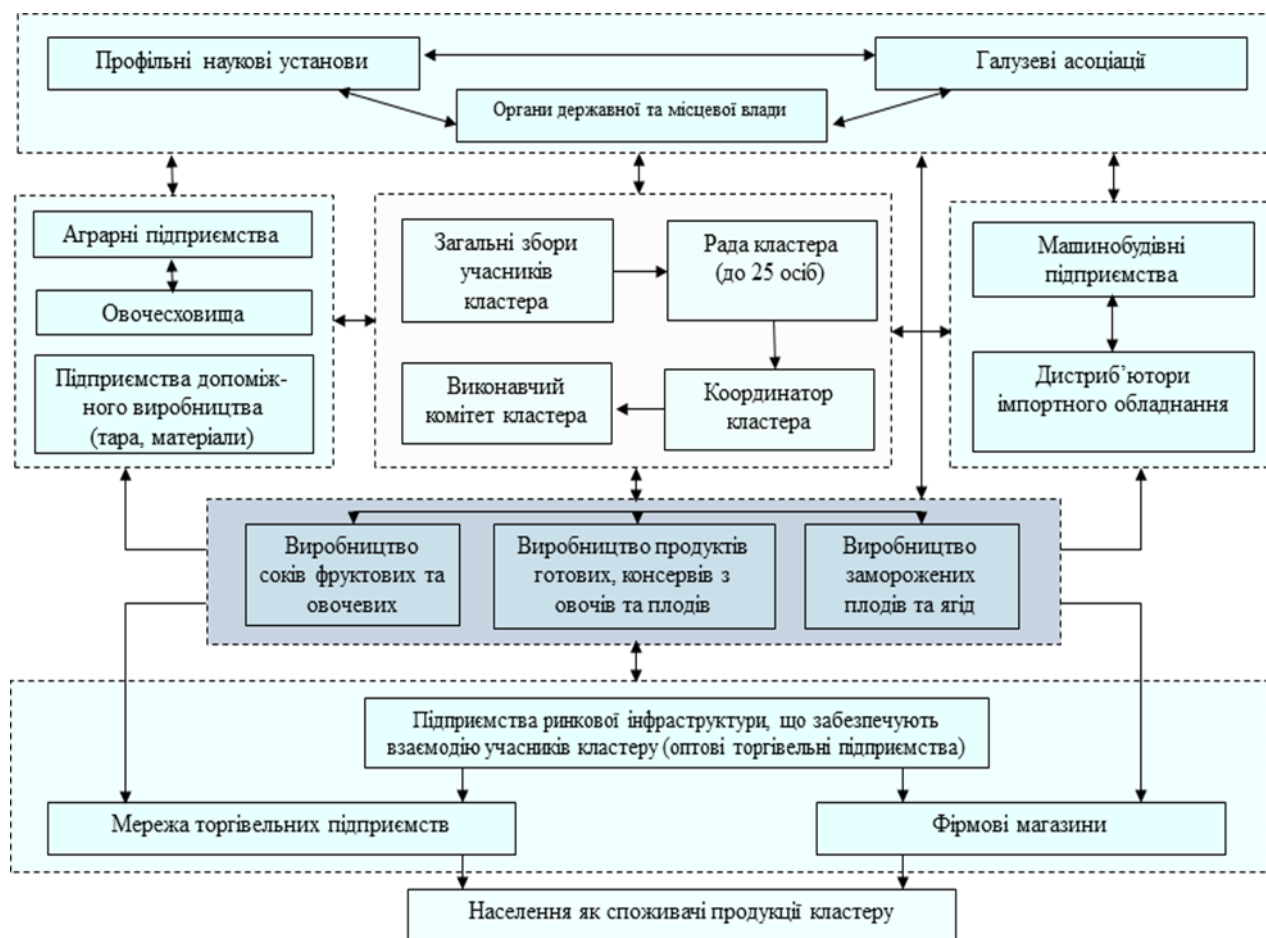 Профільні наукові установи
Галузеві асоціації
Органи державної та місцевої влади
Аграрні підприємства
Овочесховища
Підприємства допоміж-
ного виробництва
(тара, матеріали)
Загальні збори
учасників
кластера
Рада кластера
(до 25 осіб)
Виконавчий
комітет кластера
Координатор
кластера
Машинобудівні
підприємства
Дистриб’ютори
імпортного обладнання
Виробництво
соків фруктових та
овочевих
Виробництво продуктів
готових, консервів з
овочів та плодів
Виробництво
заморожених
плодів та ягід
Підприємства ринкової інфраструктури, що забезпечують
взаємодію учасників кластеру (оптові торгівельні підприємства)
Мережа торгівельних підприємств
Фірмові магазини
Населення як споживачі продукції кластеру